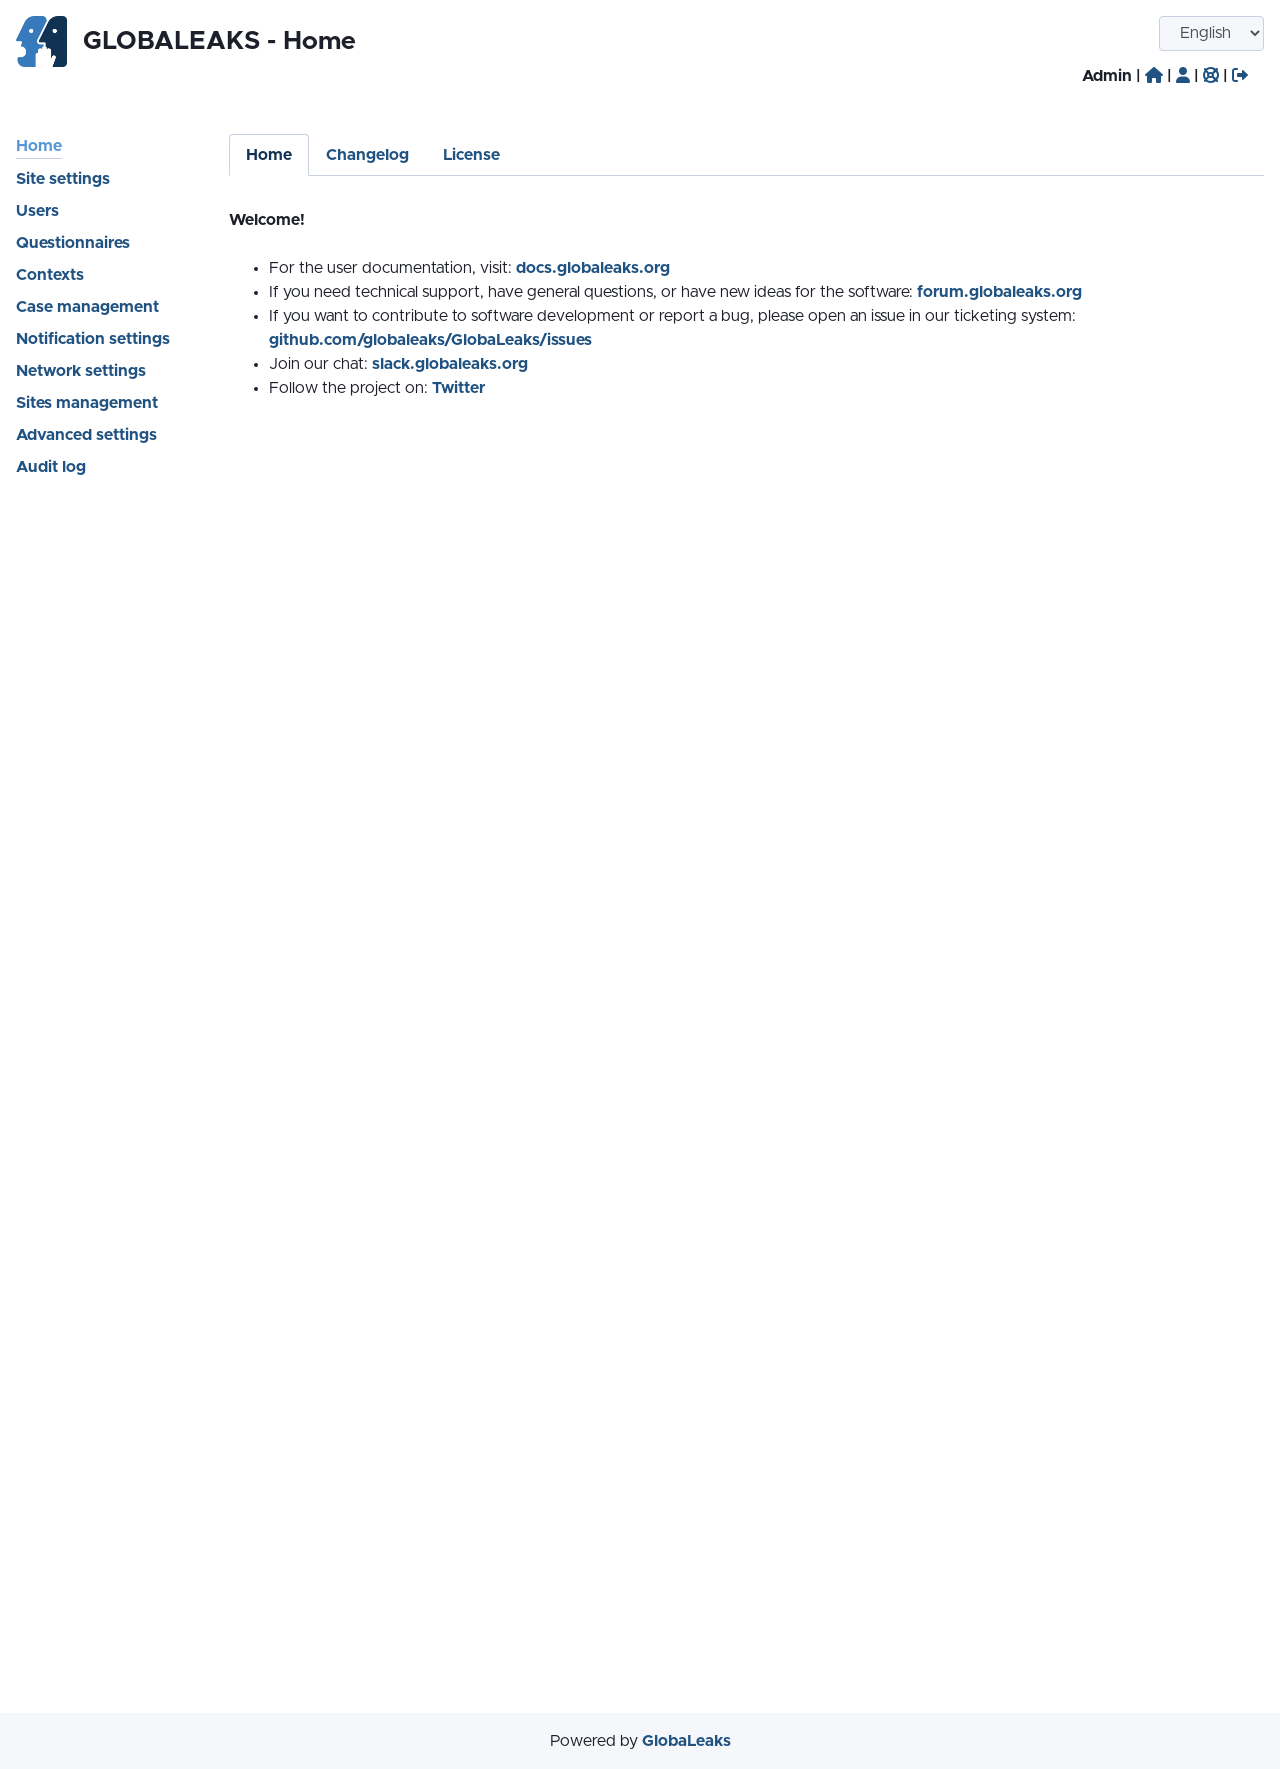 GLOBALEAKS - Home
English
Admin | | | |
Home
Site settings
Users
Questionnaires
Contexts
Case management
Notification settings
Network settings
Sites management
Advanced settings
Audit log
Home Changelog License
Welcome!
For the user documentation, visit: docs.globaleaks.org
If you need technical support, have general questions, or have new ideas for the software: forum.globaleaks.org
If you want to contribute to software development or report a bug, please open an issue in our ticketing system:
github.com/globaleaks/GlobaLeaks/issues
Join our chat: slack.globaleaks.org
Follow the project on: Twitter
Powered by GlobaLeaks